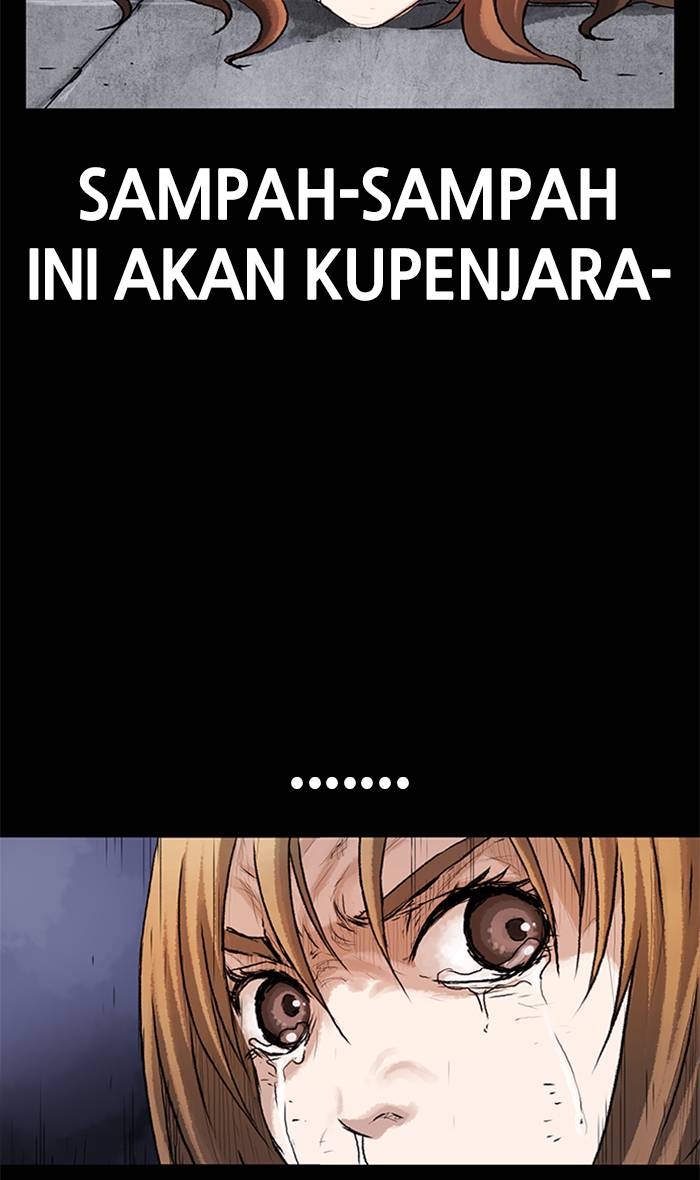 SAMPAH-SAMPAH
INI AKAN KUPENJARA-
.......